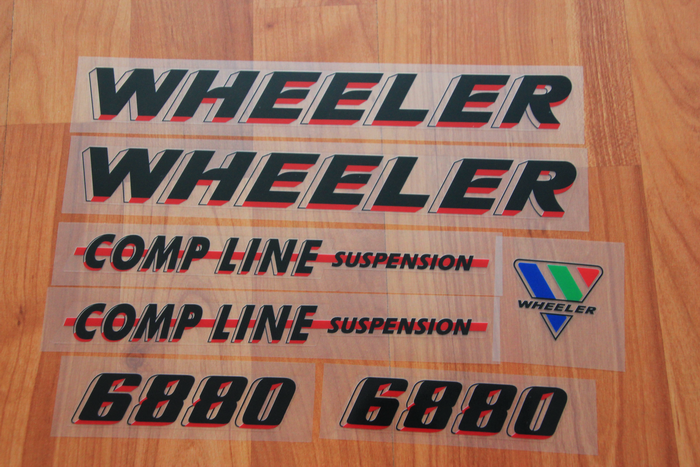 WHEELER
WHEELER
COMP LINE SUSPENSION
WHEELER
COMP LINE SUSPENSION
6880 6880